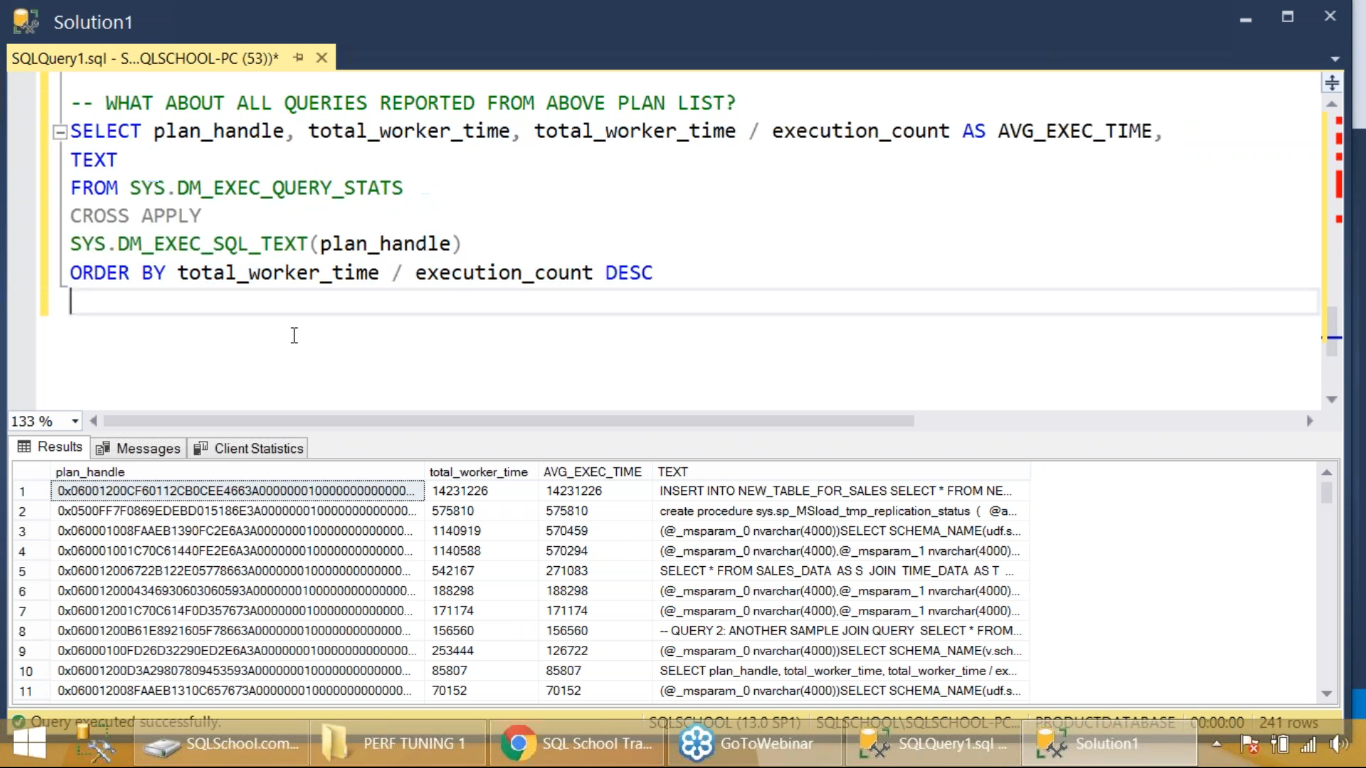 Solution1
SQLQuery1.sql - S...QLSCHOOL-PC (53))*
-- WHAT ABOUT ALL QUERIES REPORTED FROM ABOVE PLAN LIST?
SELECT plan_handle, total_worker_time, total_worker_time / execution_count AS AVG_EXEC_TIME,
TEXT
FROM SYS.DM_EXEC_QUERY_STATS
CROSS APPLY
SYS.DM_EXEC_SQL_TEXT(plan_handle)
ORDER BY total_worker_time / execution_count DESC
133 %
Results Messages Client Statistics
plan_handle total_worker_time AVG_EXEC_TIME TEXT
1 0x06001200CF60112CB0CEE4663A00000001000000000000... 14231226 14231226 INSERT INTO NEW_TABLE_FOR_SALES SELECT * FROM NE...
2 0x0500FF7F0869EDEBD015186E3A00000001000000000000... 575810 575810 create procedure sys.sp_MSload_tmp_replication_status ( @a...
3 0x060001008FAAEB1390FC2E6A3A00000001000000000000... 1140919 570459 (@_msparam_0 nvarchar(4000))SELECT SCHEMA_NAME(udf.s...
4 0x060001001C70C61440FE2E6A3A00000001000000000000... 1140588 570294 (@_msparam_0 nvarchar(4000),@_msparam_1 nvarchar(4000)...
5 0x060012006722B122E05778663A00000001000000000000... 542167 271083 SELECT * FROM SALES_DATA AS S JOIN TIME_DATA AS T ...
6 0x060012000434693060306059​3A00000001000000000000... 188298 188298 (@_msparam_0 nvarchar(4000),@_msparam_1 nvarchar(4000)...
7 0x060012001C70C614F0D357673A00000001000000000000... 171174 171174 (@_msparam_0 nvarchar(4000),@_msparam_1 nvarchar(4000)...
8 0x06001200B61E8921605F78663A00000001000000000000... 156560 156560 -- QUERY 2: ANOTHER SAMPLE JOIN QUERY SELECT * FROM...
9 0x06000100FD26D32290ED2E6A3A00000001000000000000... 253444 126722 (@_msparam_0 nvarchar(4000))SELECT SCHEMA_NAME(v.sch...
10 0x06001200D3A29807809453593A00000001000000000000... 85807 85807 SELECT plan_handle, total_worker_time, total_worker_time / ex...
11 0x060012008FAAEB1310C657673A00000001000000000000... 70152 70152 (@_msparam_0 nvarchar(4000))SELECT SCHEMA_NAME(udf.s...
Query executed successfully. SQLSCHOOL (13.0 SP1) SQLSCHOOL\SQLSCHOOL-PC... PRODUCTDATABASE 00:00:00 241 rows
SQLSchool.com... PERF TUNING 1 SQL School Tra... GoToWebinar SQLQuery1.sql ... Solution1